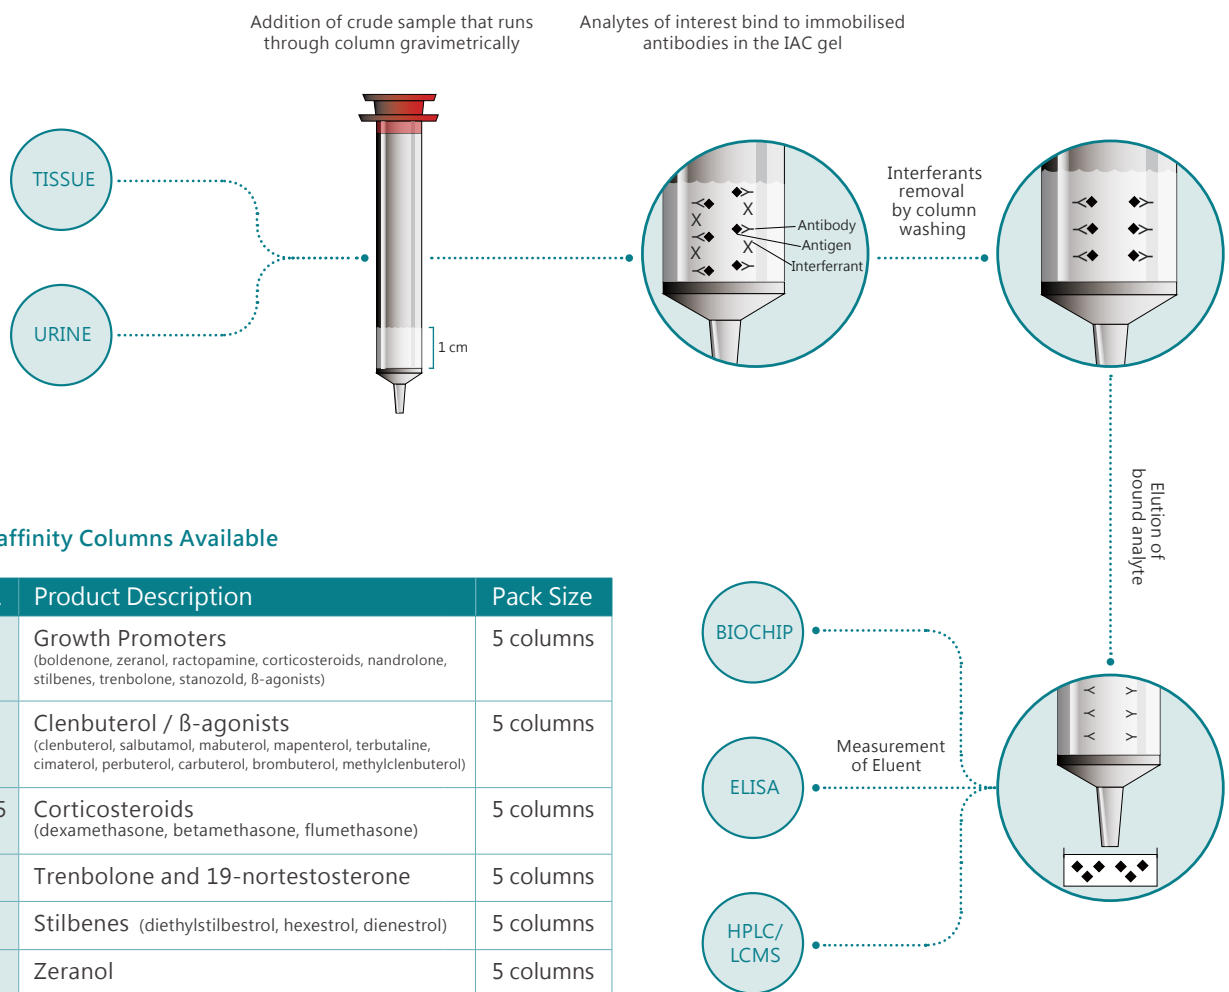 Addition of crude sample that runs
through column gravimetrically
Analytes of interest bind to immobilised
antibodies in the IAC gel
TISSUE
URINE
1 cm
X
X
X
X
Antibody
Antigen
Interferrant
Interferants
removal
by column
washing
Elution of
bound analyte
affinity Columns Available
Product Description Pack Size
Growth Promoters 5 columns
(boldenone, zeranol, ractopamine, corticosteroids, nandrolone,
stilbenes, trenbolone, stanozold, ß-agonists)
Clenbuterol / ß-agonists 5 columns
(clenbuterol, salbutamol, mabuterol, mapenterol, terbutaline,
cimaterol, perbuterol, carbuterol, brombuterol, methylclenbuterol)
5 Corticosteroids 5 columns
(dexamethasone, betamethasone, flumethasone)
Trenbolone and 19-nortestosterone 5 columns
Stilbenes (diethylstilbestrol, hexestrol, dienestrol) 5 columns
Zeranol 5 columns
BIOCHIP
ELISA
HPLC/
LCMS
Measurement
of Eluent